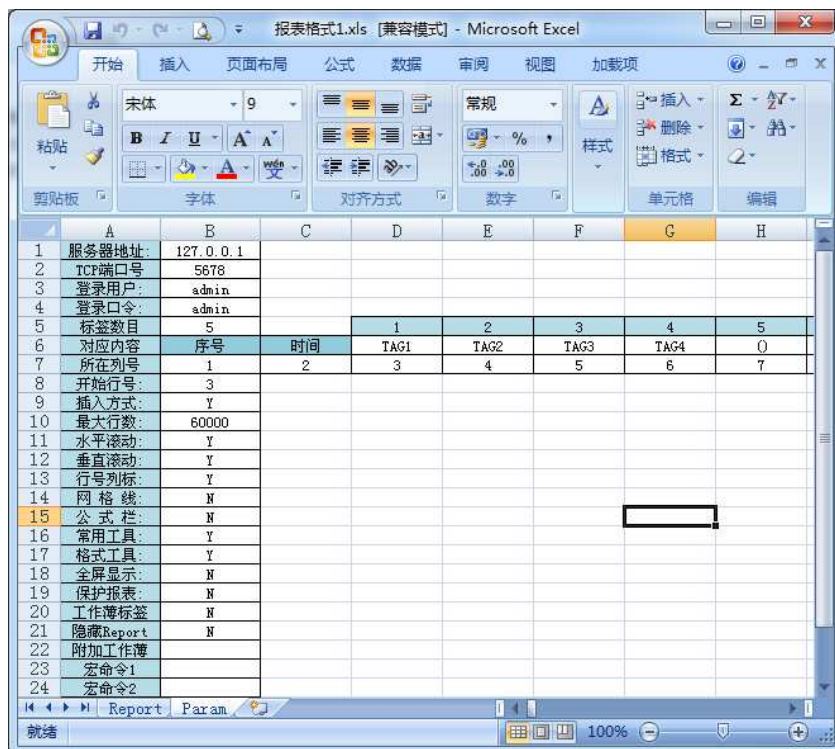 报表格式1.xls [兼容模式] - Microsoft Excel
开始 插入 页面布局 公式 数据 审阅 视图 加载项
宋体 9 常规 插入
B I U A A 删除
粘贴 样式 格式
剪贴板 字体 对齐方式 数字 单元格 编辑
A B C D E F G H
1 服务器地址: 127.0.0.1
2 TCP端口号 5678
3 登录用户: admin
4 登录口令: admin
5 标签数目 5 1 2 3 4 5
6 对应内容 序号 时间 TAG1 TAG2 TAG3 TAG4 ()
7 所在列号 1 2 3 4 5 6 7
8 开始行号: 3
9 插入方式: Y
10 最大行数: 60000
11 水平滚动: Y
12 垂直滚动: Y
13 行号列标: Y
14 网 格 线: N
15 公 式 栏: N
16 常用工具: Y
17 格式工具: Y
18 全屏显示: N
19 保护报表: N
20 工作薄标签 N
21 隐藏Report N
22 附加工作薄
23 宏命令1
24 宏命令2
Report Param
就绪 100%